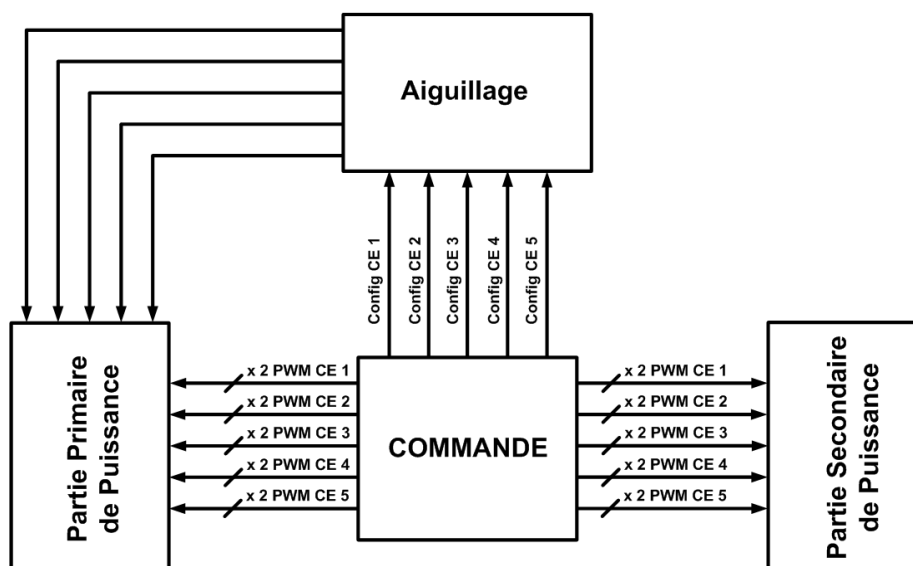 Aiguillage
Config CE 1
Config CE 2
Config CE 3
Config CE 4
Config CE 5
Partie Primaire
de Puissance
x 2 PWM CE 1
x 2 PWM CE 2
x 2 PWM CE 3
x 2 PWM CE 4
x 2 PWM CE 5
COMMANDE
x 2 PWM CE 1
x 2 PWM CE 2
x 2 PWM CE 3
x 2 PWM CE 4
x 2 PWM CE 5
Partie Secondaire
de Puissance